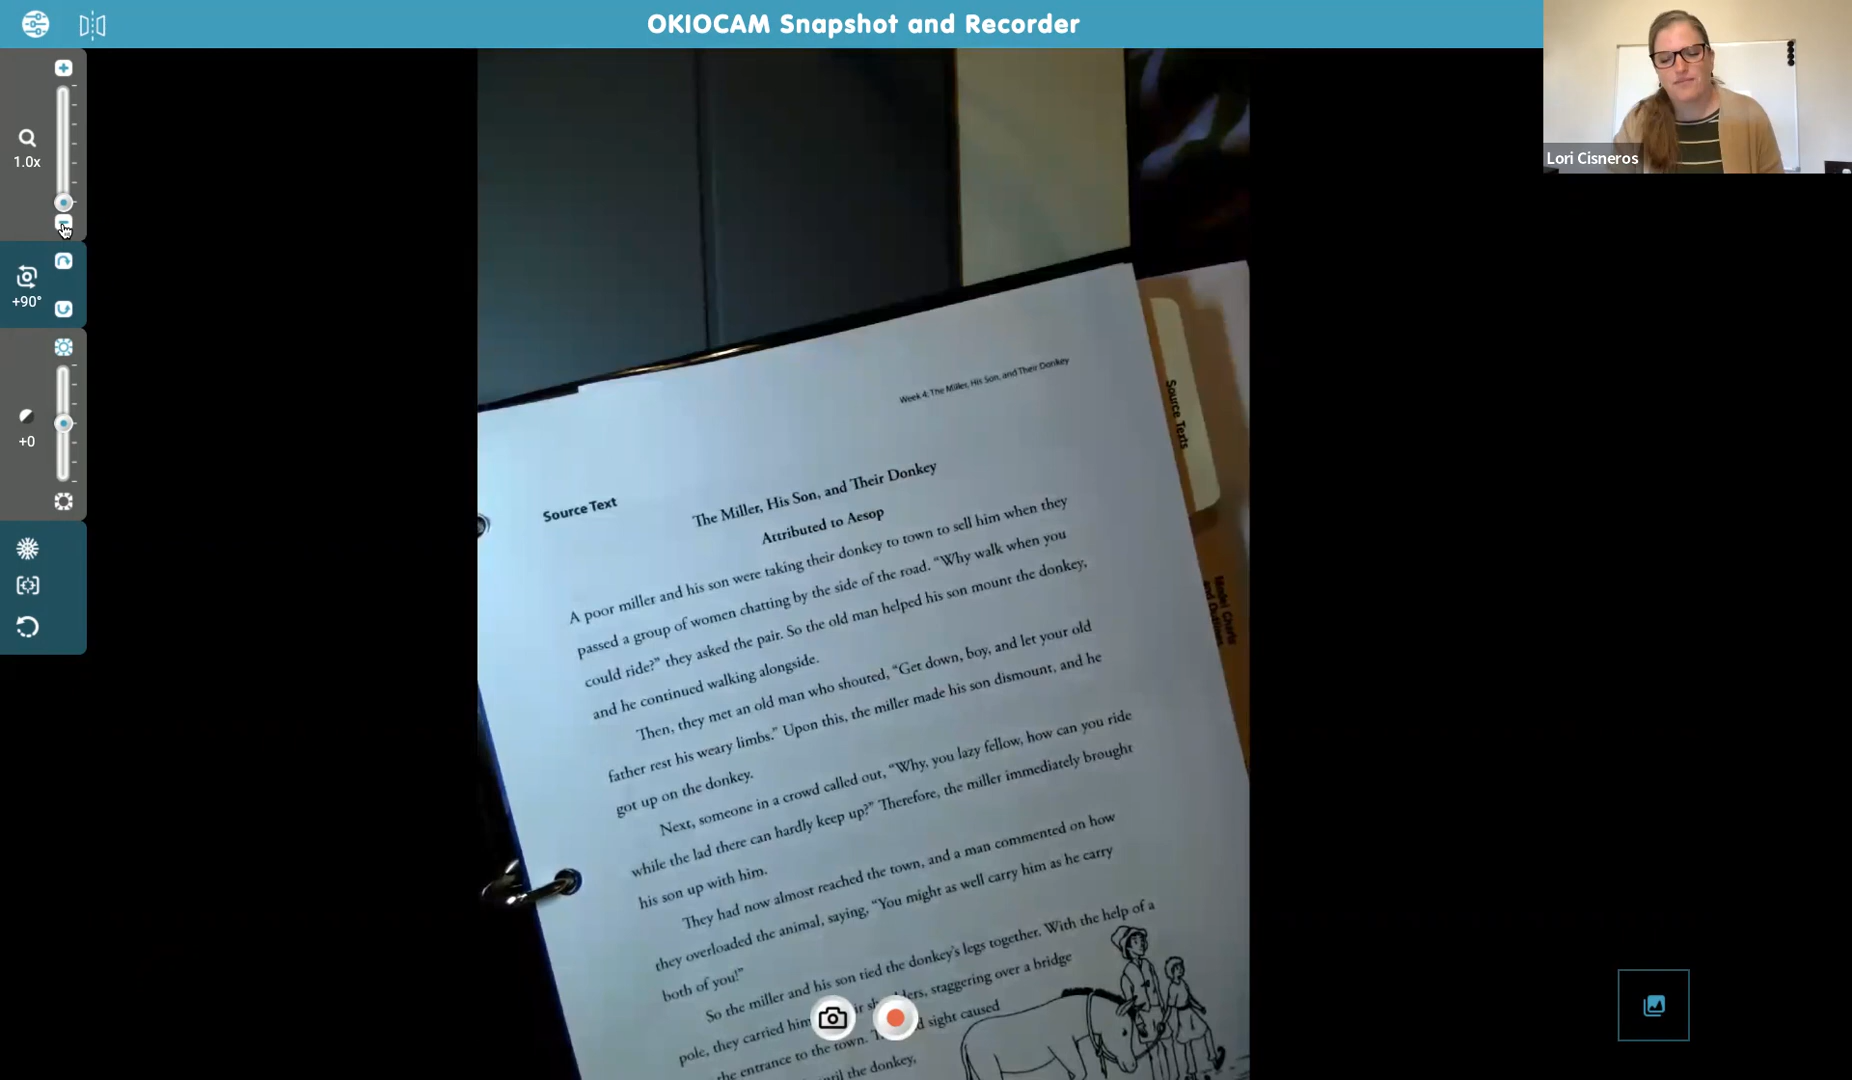 OKIOCAM Snapshot and Recorder
Lori Cisneros
1.0x
+90°
+0
Week 4: The Miller, His Son, and Their Donkey
Source Texts
Model Charts
and Outlines
Source Text
The Miller, His Son, and Their Donkey
Attributed to Aesop
A poor miller and his son were taking their donkey to town to sell him when they
passed a group of women chatting by the side of the road. “Why walk when you
could ride?” they asked the pair. So the old man helped his son mount the donkey,
and he continued walking alongside.
Then, they met an old man who shouted, “Get down, boy, and let your old
father rest his weary limbs.” Upon this, the miller made his son dismount, and he
got up on the donkey.
Next, someone in a crowd called out, “Why, you lazy fellow, how can you ride
while the lad there can hardly keep up?” Therefore, the miller immediately brought
his son up with him.
They had now almost reached the town, and a man commented on how
they overloaded the animal, saying, “You might as well carry him as he carry
both of you!”
So the miller and his son tied the donkey’s legs together. With the help of a
pole, they carried him staggering over a bridge
the entrance to the town. sight caused
the donkey,